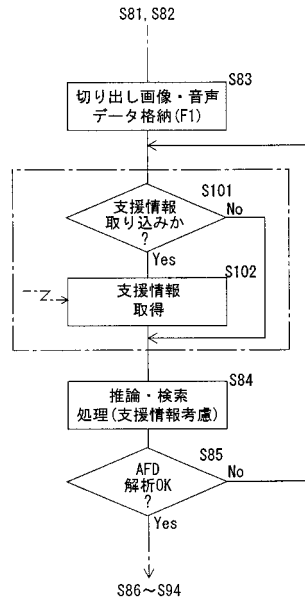 S81,S82
S83
切り出し画像・音声
データ格納(F1)
S101
支援情報
取り込みか
?
No
Yes
S102
支援情報
取得
S84
推論・検索
処理(支援情報考慮)
S85
AFD
解析OK
?
No
Yes
S86～S94